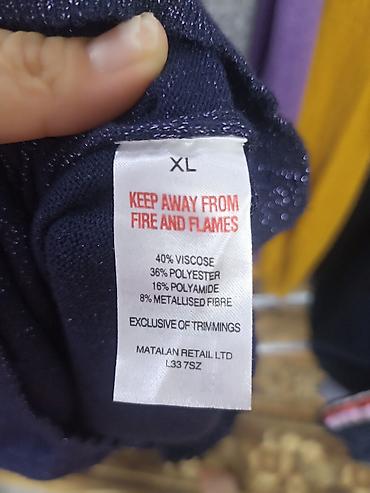 XL
KEEP AWAY FROM
FIRE AND FLAMES
40% VISCOSE
36% POLYESTER
16% POLYAMIDE
8% METALLISED FIBRE
EXCLUSIVE OF TRIMMINGS
MATALAN RETAIL LTD
L33 7SZ